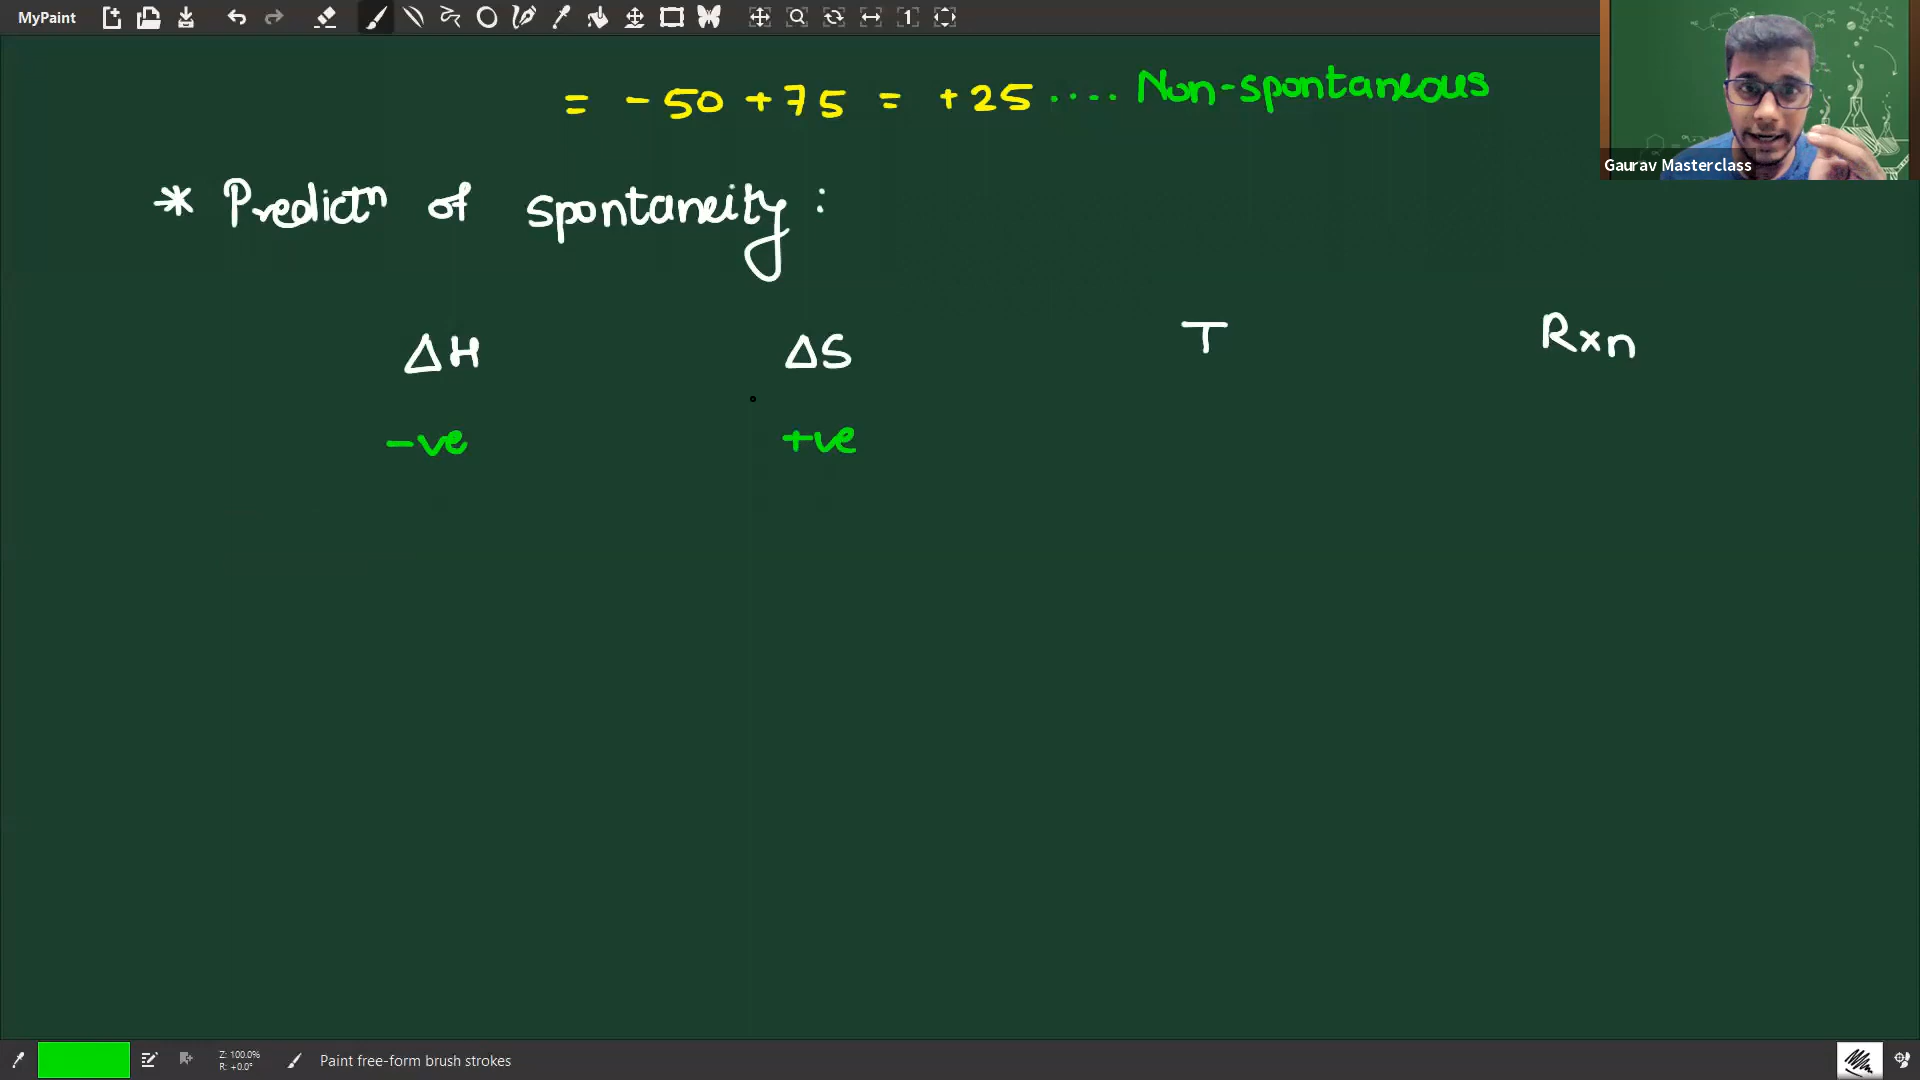 MyPaint
1
= -50 + 75 = +25 .... Non-spontaneous
Gaurav Masterclass
* Predictⁿ of spontaneity :
ΔH ΔS T Rxn
-ve +ve
Z: 100.0%
R: +0.0°
Paint free-form brush strokes